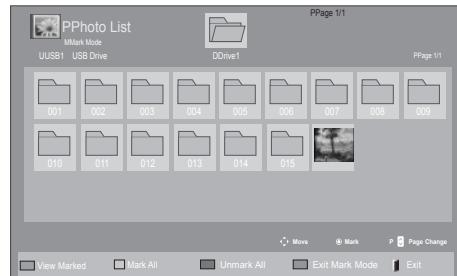 PPhoto List
PPage 1/1
MMark Mode
UUSB1 USB Drive
DDrive1
PPage 1/1
001 002 003 004 005 006 007 008 009
010 011 012 013 014 015
Move Mark P Page Change
View Marked Mark All Unmark All Exit Mark Mode Exit